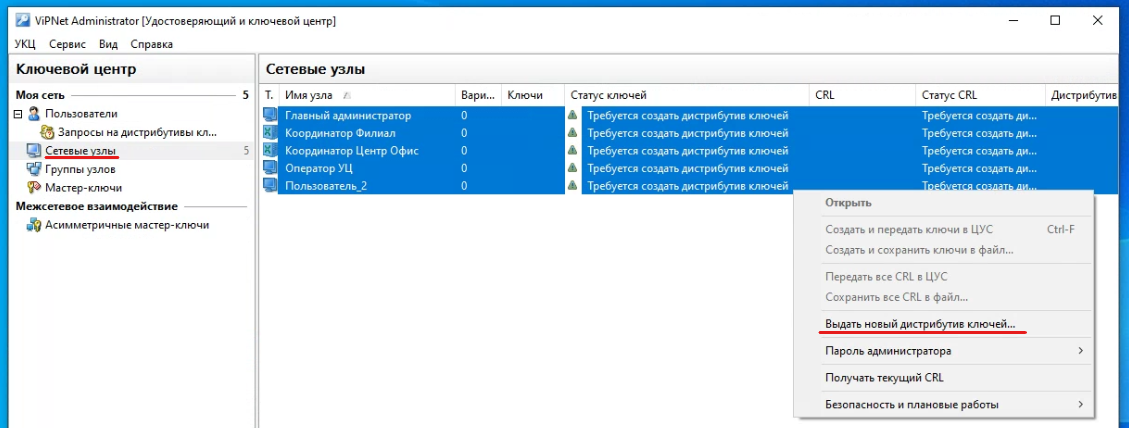 ViPNet Administrator [Удостоверяющий и ключевой центр]
УКЦ Сервис Вид Справка
Ключевой центр
Сетевые узлы
Моя сеть 5
Пользователи
Запросы на дистрибутивы кл...
Сетевые узлы 5
Группы узлов
Мастер-ключи
Межсетевое взаимодействие
Асимметричные мастер-ключи
Т. Имя узла Вари... Ключи Статус ключей CRL Статус CRL Дистрибутив
Главный администратор 0 Требуется создать дистрибутив ключей Требуется создать ди...
Координатор Филиал 0 Требуется создать дистрибутив ключей Требуется создать ди...
Координатор Центр Офис 0 Требуется создать дистрибутив ключей Требуется создать ди...
Оператор УЦ 0 Требуется создать дистрибутив ключей Требуется создать ди...
Пользователь_2 0 Требуется создать дистрибутив ключей Требуется создать ди...
Открыть
Создать и передать ключи в ЦУС Ctrl-F
Создать и сохранить ключи в файл...
Передать все CRL в ЦУС
Сохранить все CRL в файл...
Выдать новый дистрибутив ключей...
Пароль администратора
Получать текущий CRL
Безопасность и плановые работы